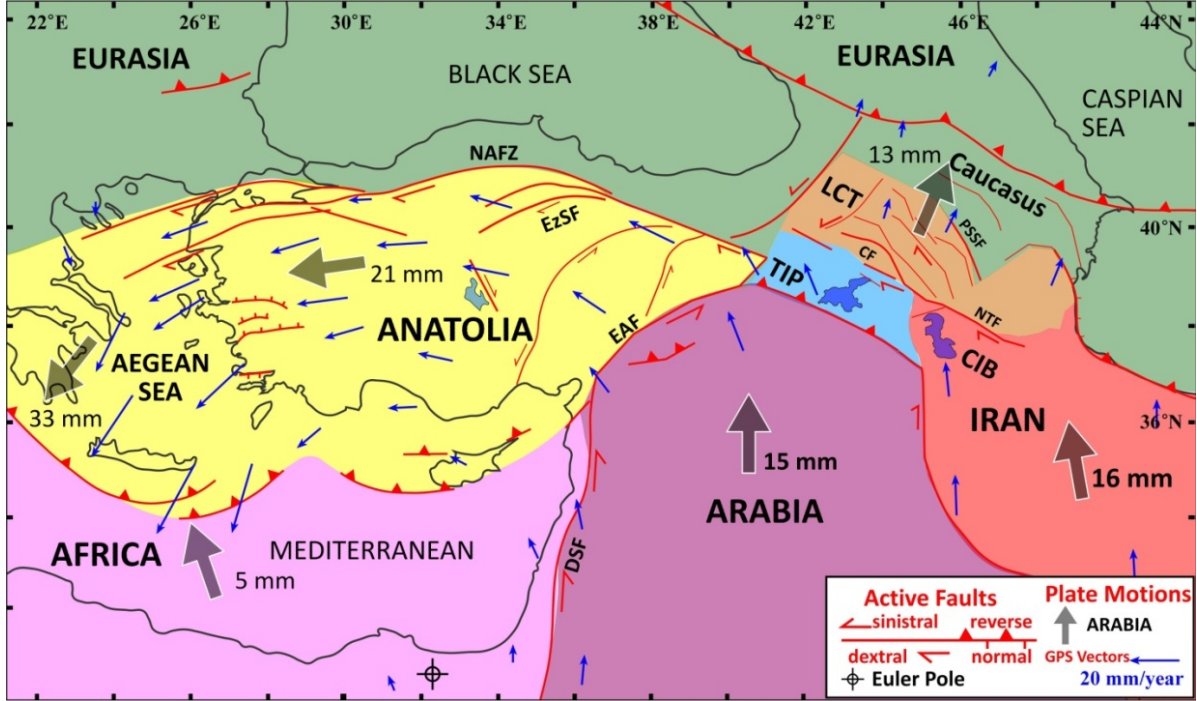 22°E 26°E 30°E 34°E 38°E 42°E 46°E 44°N
EURASIA
BLACK SEA
EURASIA
CASPIAN
SEA
NAFZ
13 mm
Caucasus
LCT
PSSF
40°N
EzSF
CF
TIP
21 mm
ANATOLIA
EAF
NTF
CIB
AEGEAN
SEA
33 mm
IRAN
36°N
15 mm
16 mm
ARABIA
AFRICA
MEDITERRANEAN
5 mm
DSF
Active Faults Plate Motions
sinistral reverse
ARABIA
dextral normal
GPS Vectors
Euler Pole
20 mm/year